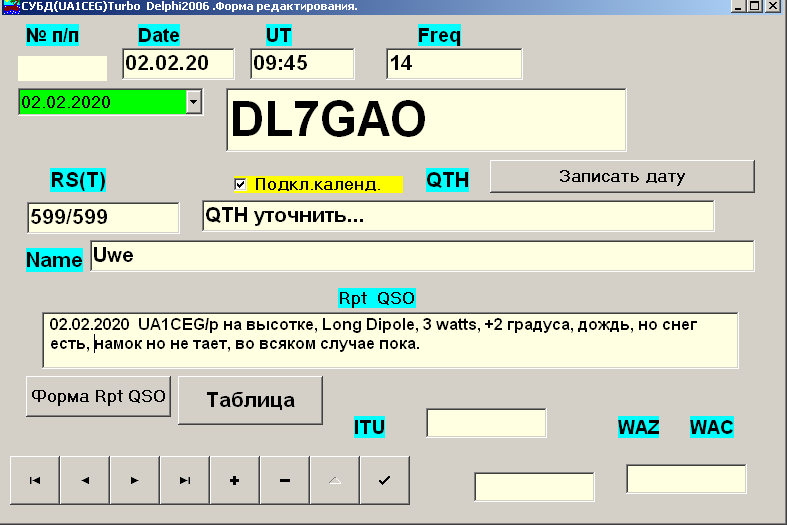 СУБД(UA1CEG)Turbo Delphi2006 .Форма редактирования.
№ п/п Date UT Freq
02.02.20 09:45 14
02.02.2020
DL7GAO
RS(T) Подкл.календ. QTH Записать дату
599/599 QTH уточнить...
Name Uwe
Rpt QSO
02.02.2020 UA1CEG/p на высотке, Long Dipole, 3 watts, +2 градуса, дождь, но снег
есть, намок но не тает, во всяком случае пока.
Форма Rpt QSO Таблица
ITU WAZ WAC